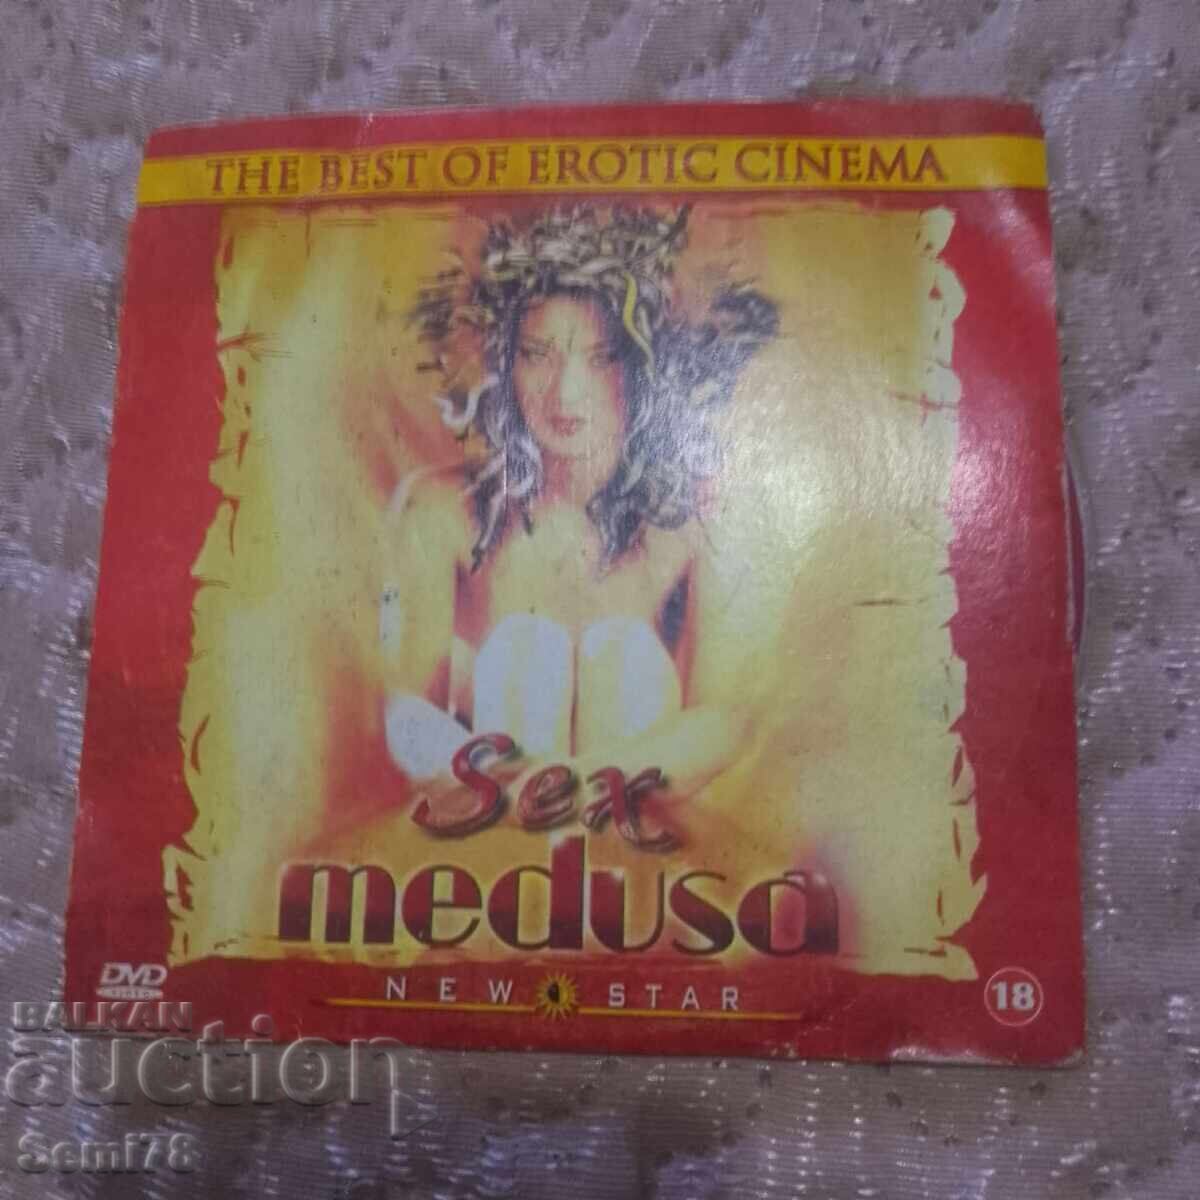 THE BEST OF EROTIC CINEMA
Sex
medusa
NEW STAR
DVD
18
BALKAN
auction
Semi78